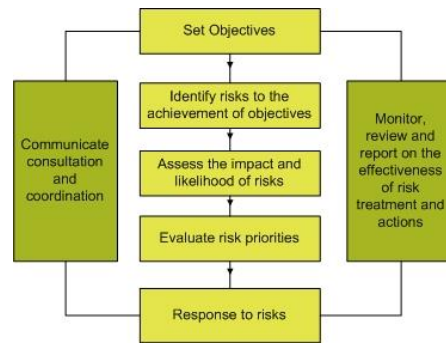 Set Objectives
Communicate
consultation
and
coordination
Identify risks to the
achievement of objectives
Assess the impact and
likelihood of risks
Evaluate risk priorities
Response to risks
Monitor,
review and
report on the
effectiveness
of risk
treatment and
actions